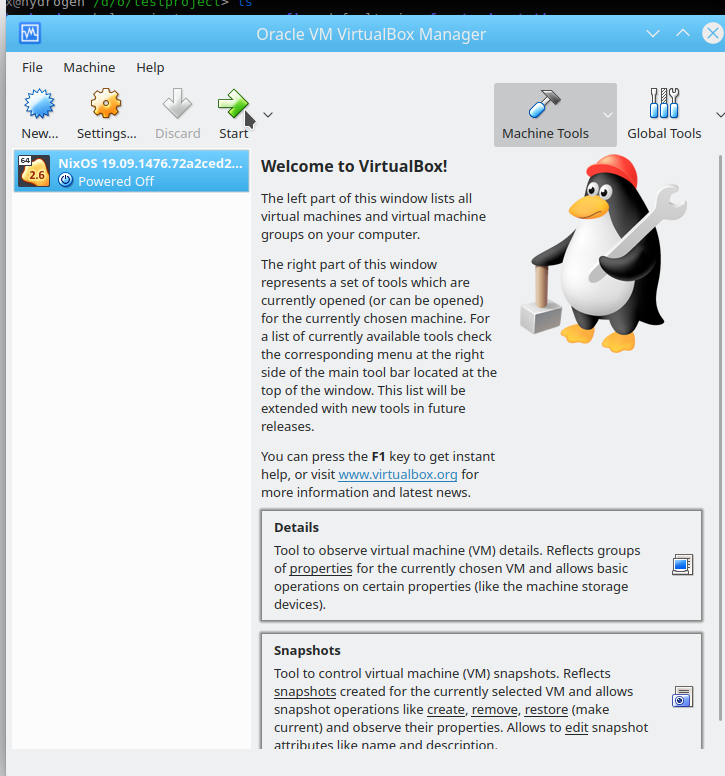 x@hydrogen /d/o/testproject> ls
Oracle VM VirtualBox Manager
File Machine Help
New... Settings... Discard Start Machine Tools Global Tools
64
2.6
NixOS 19.09.1476.72a2ced2...
Powered Off
Welcome to VirtualBox!
The left part of this window lists all
virtual machines and virtual machine
groups on your computer.
The right part of this window
represents a set of tools which are
currently opened (or can be opened)
for the currently chosen machine. For
a list of currently available tools check
the corresponding menu at the right
side of the main tool bar located at the
top of the window. This list will be
extended with new tools in future
releases.
You can press the F1 key to get instant
help, or visit www.virtualbox.org for
more information and latest news.
Details
Tool to observe virtual machine (VM) details. Reflects groups
of properties for the currently chosen VM and allows basic
operations on certain properties (like the machine storage
devices).
Snapshots
Tool to control virtual machine (VM) snapshots. Reflects
snapshots created for the currently selected VM and allows
snapshot operations like create, remove, restore (make
current) and observe their properties. Allows to edit snapshot
attributes like name and description.